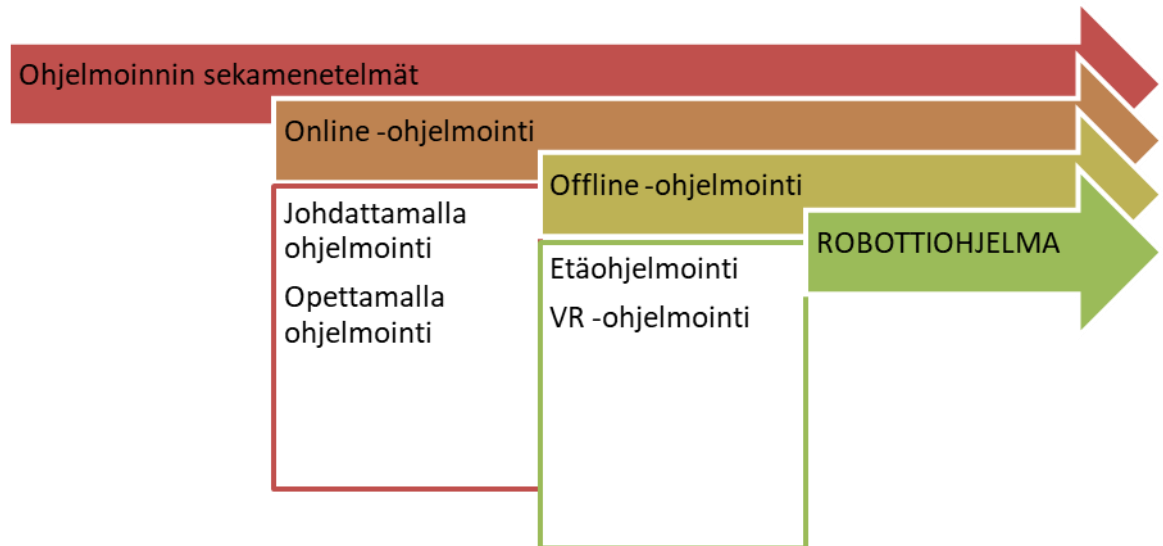 Ohjelmoinnin sekamenetelmät
Online -ohjelmointi
Johdattamalla
ohjelmointi
Opettamalla
ohjelmointi
Offline -ohjelmointi
Etäohjelmointi
VR -ohjelmointi
ROBOTTIOHJELMA